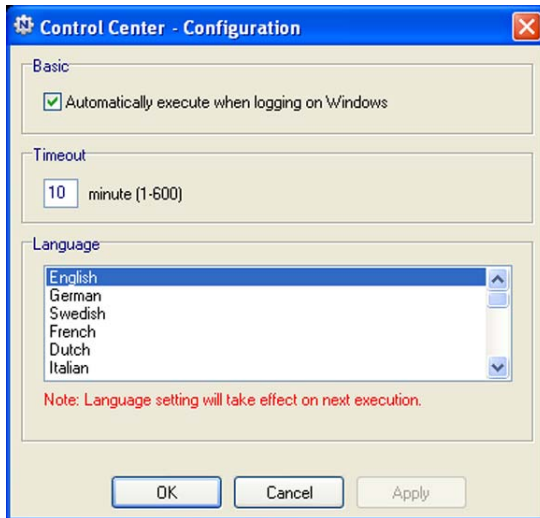 Control Center - Configuration
Basic
Automatically execute when logging on Windows
Timeout
10 minute (1-600)
Language
English
German
Swedish
French
Dutch
Italian
Note: Language setting will take effect on next execution.
OK Cancel Apply